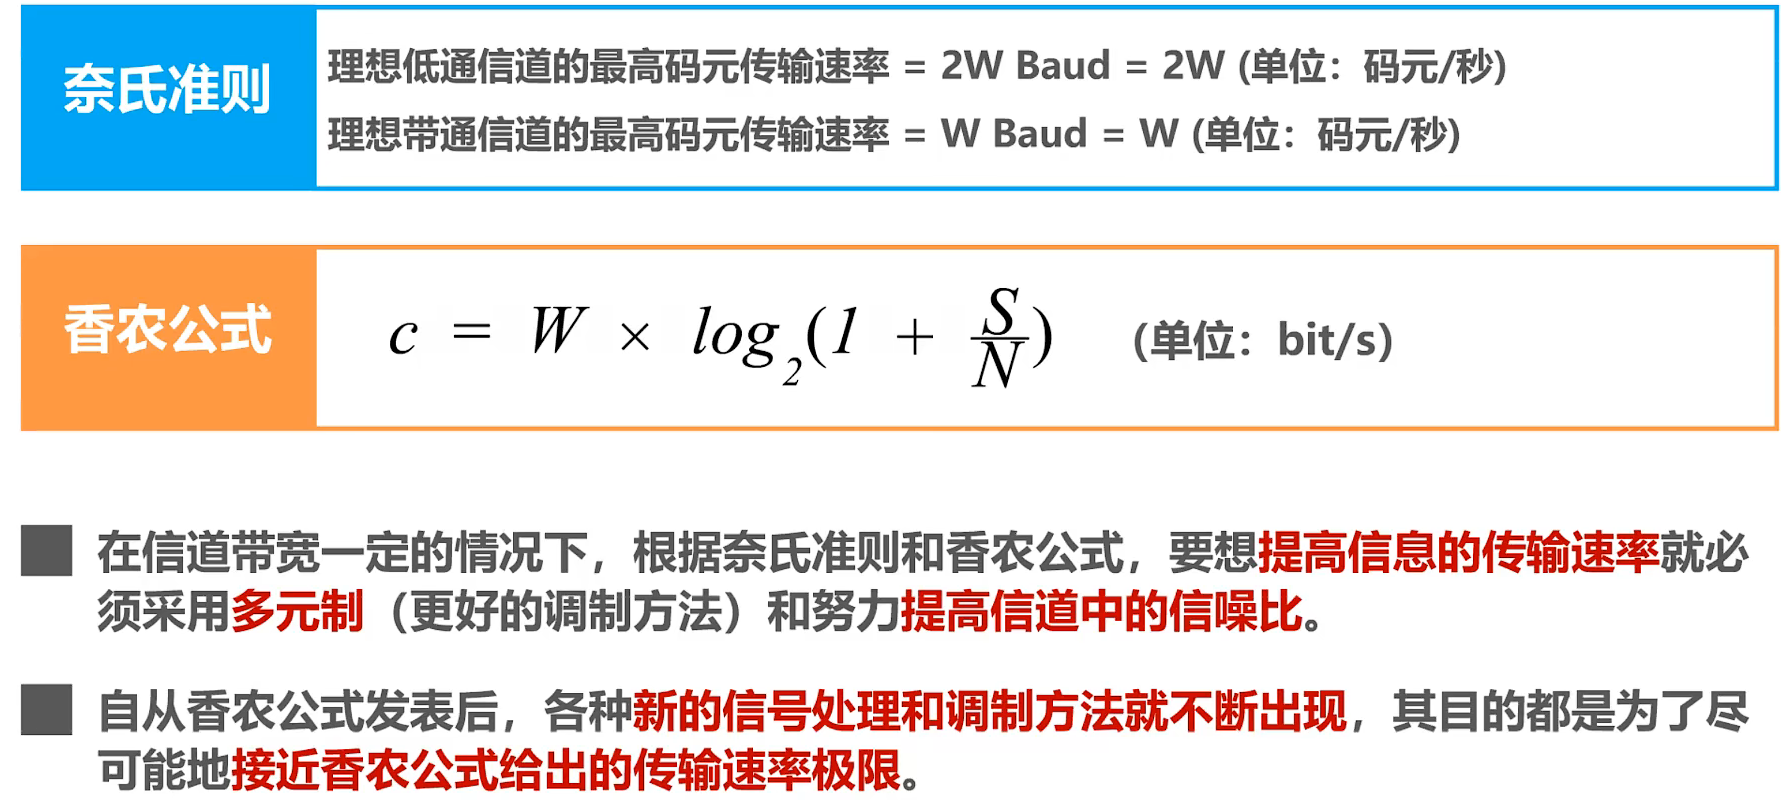 奈氏准则
理想低通信道的最高码元传输速率 = 2W Baud = 2W (单位：码元/秒)
理想带通信道的最高码元传输速率 = W Baud = W (单位：码元/秒)
香农公式
c = W × log₂(1 + S/N) (单位：bit/s)
在信道带宽一定的情况下，根据奈氏准则和香农公式，要想提高信息的传输速率就必
须采用多元制（更好的调制方法）和努力提高信道中的信噪比。
自从香农公式发表后，各种新的信号处理和调制方法就不断出现，其目的都是为了尽
可能地接近香农公式给出的传输速率极限。